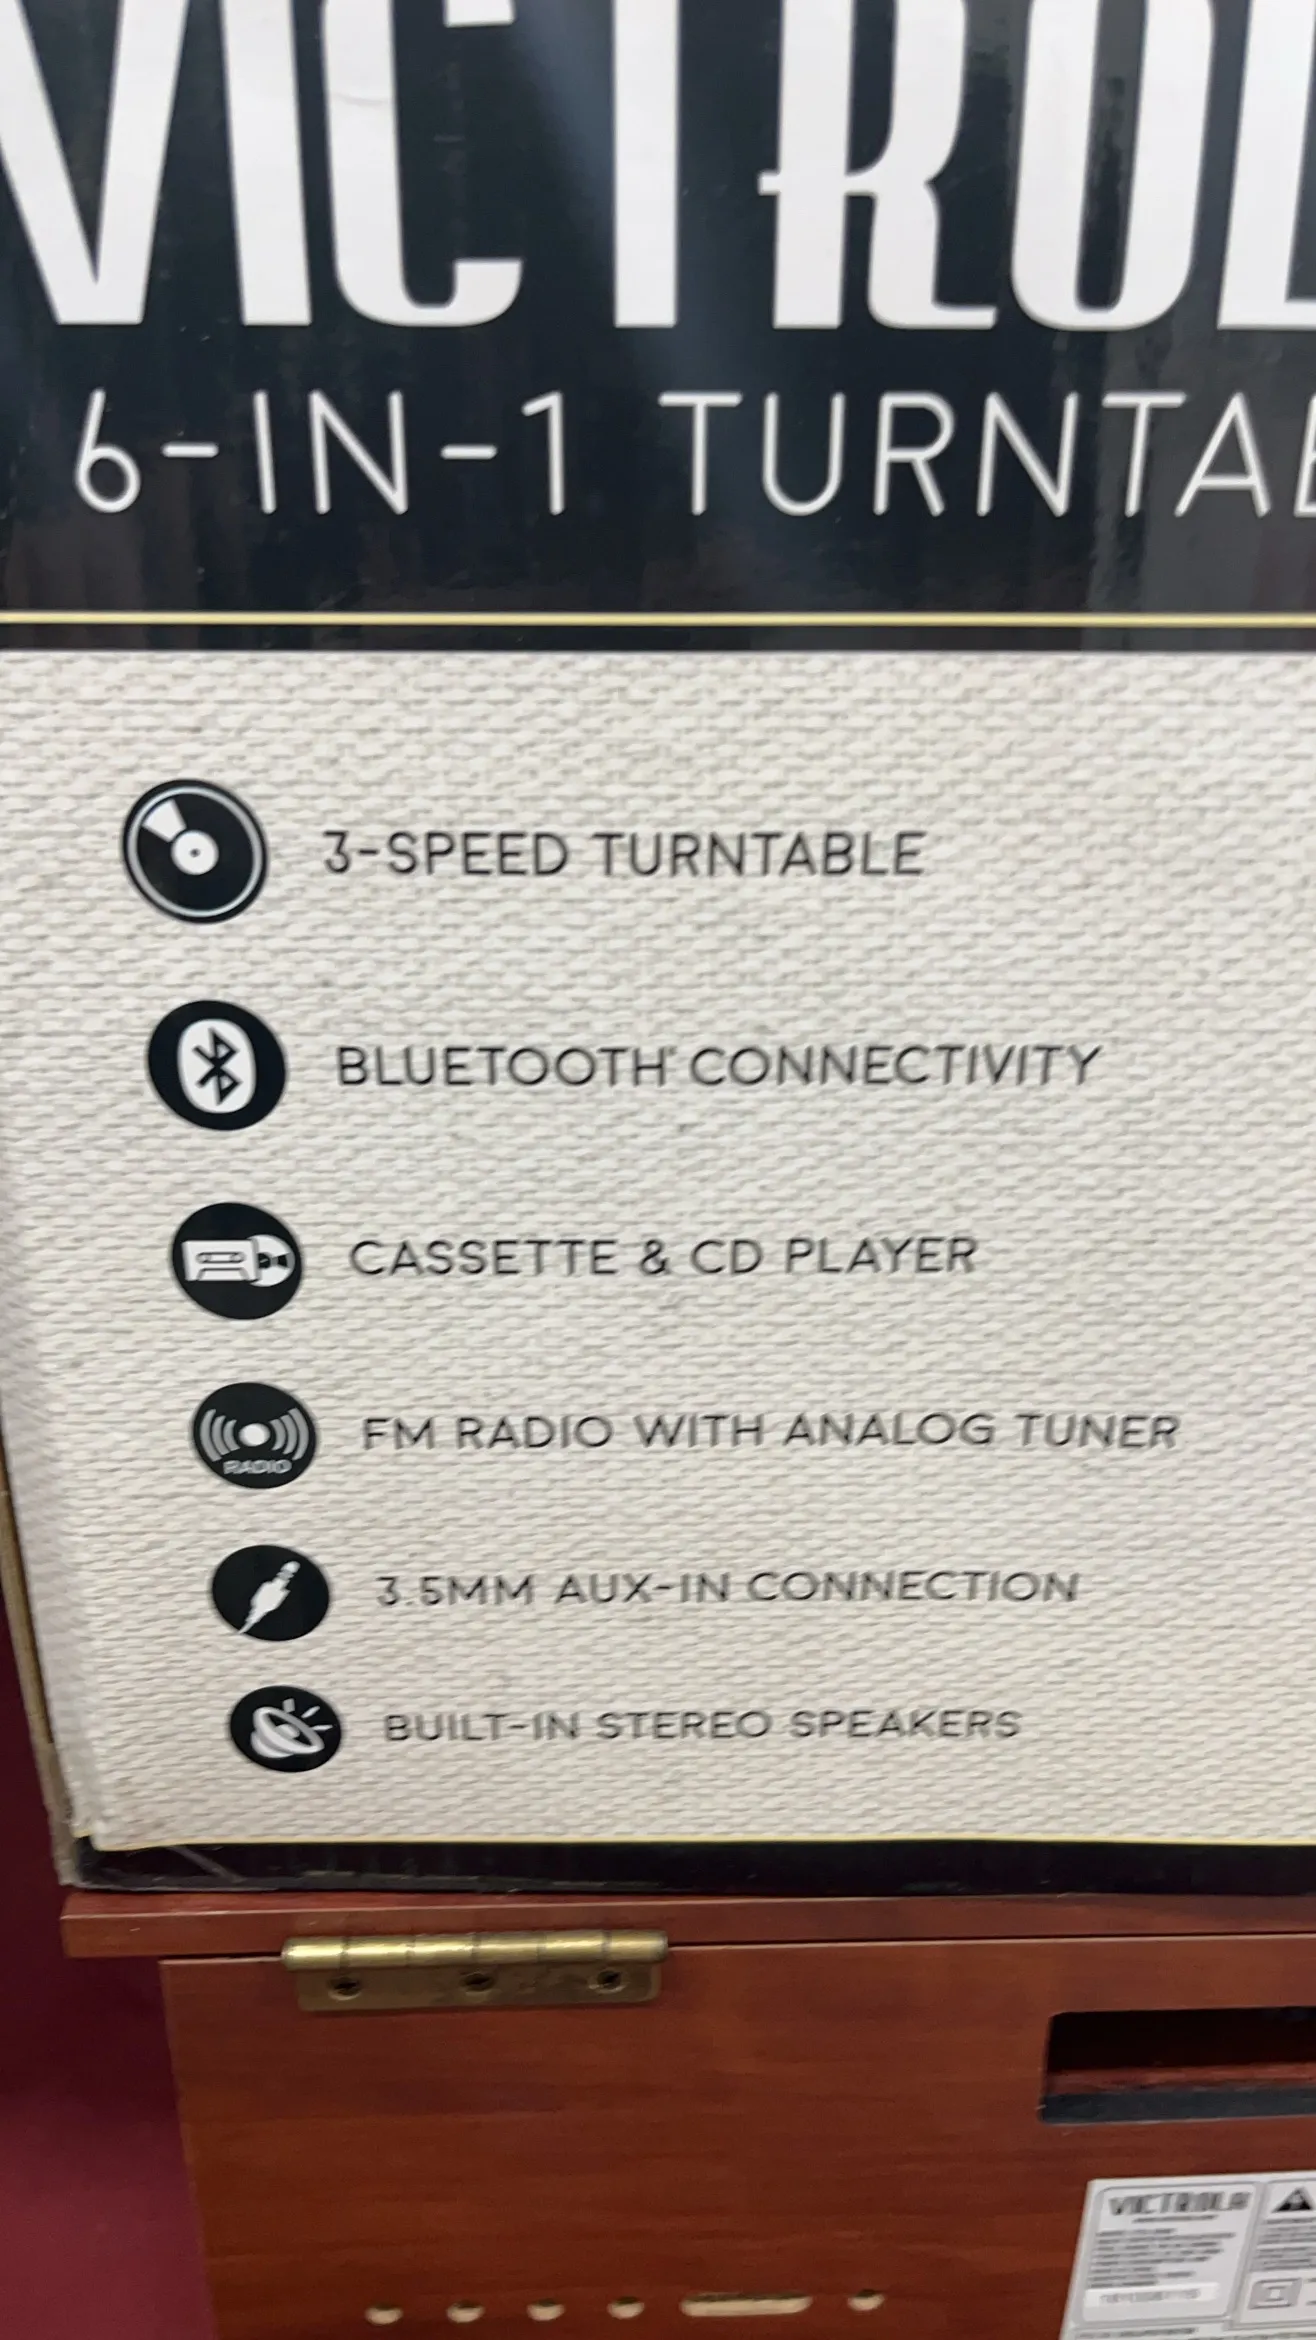 VICTROL
6-IN-1 TURNTAB
3-SPEED TURNTABLE
BLUETOOTH® CONNECTIVITY
CASSETTE & CD PLAYER
FM RADIO WITH ANALOG TUNER
RADIO
3.5MM AUX-IN CONNECTION
BUILT-IN STEREO SPEAKERS
VICTROLA